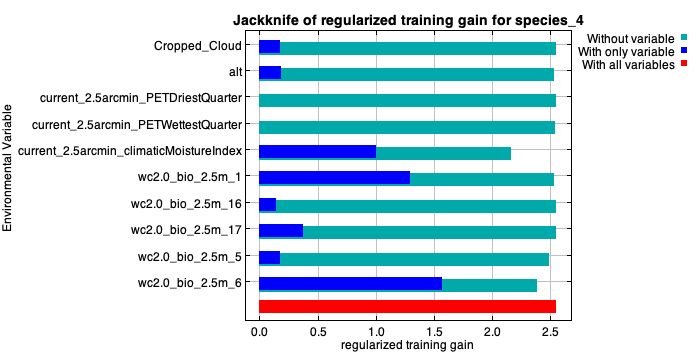 Jackknife of regularized training gain for species_4
Without variable
With only variable
With all variables
Environmental Variable
Cropped_Cloud
alt
current_2.5arcmin_PETDriestQuarter
current_2.5arcmin_PETWettestQuarter
current_2.5arcmin_climaticMoistureIndex
wc2.0_bio_2.5m_1
wc2.0_bio_2.5m_16
wc2.0_bio_2.5m_17
wc2.0_bio_2.5m_5
wc2.0_bio_2.5m_6
0.0 0.5 1.0 1.5 2.0 2.5
regularized training gain